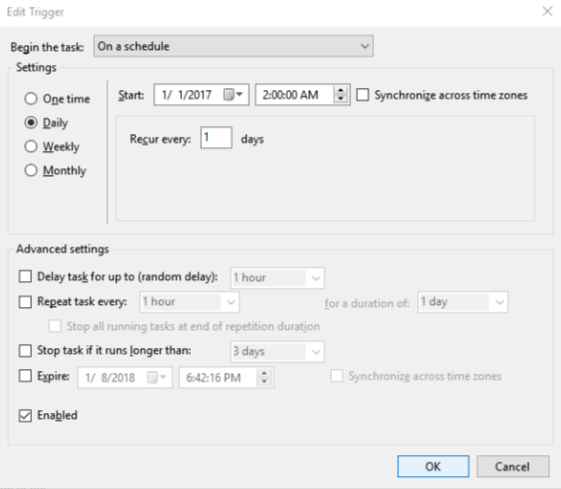 Edit Trigger
Begin the task: On a schedule
Settings
One time
Start: 1/ 1/2017 2:00:00 AM Synchronize across time zones
Daily
Recur every: 1 days
Weekly
Monthly
Advanced settings
Delay task for up to (random delay): 1 hour
Repeat task every: 1 hour for a duration of: 1 day
Stop all running tasks at end of repetition duration
Stop task if it runs longer than: 3 days
Expire: 1/ 8/2018 6:42:16 PM Synchronize across time zones
Enabled
OK Cancel